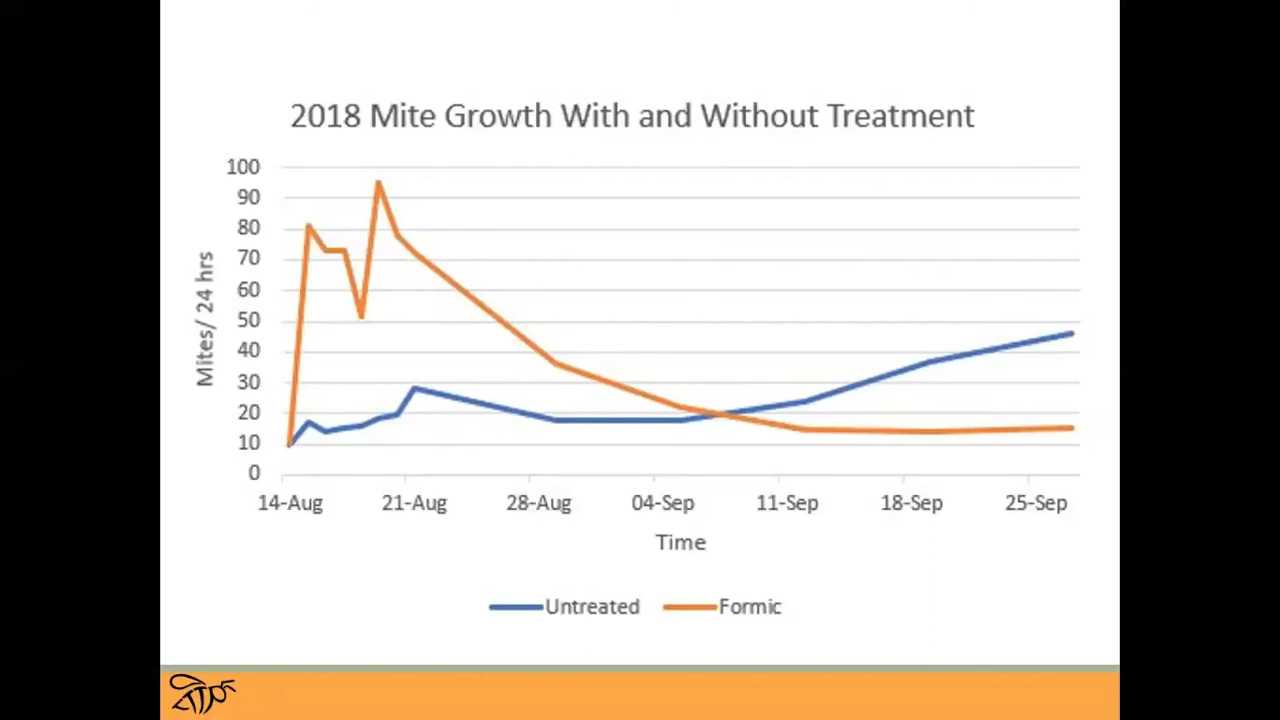 2018 Mite Growth With and Without Treatment
100
90
80
70
60
50
40
30
20
10
0
Mites/ 24 hrs
14-Aug 21-Aug 28-Aug 04-Sep 11-Sep 18-Sep 25-Sep
Time
Untreated Formic